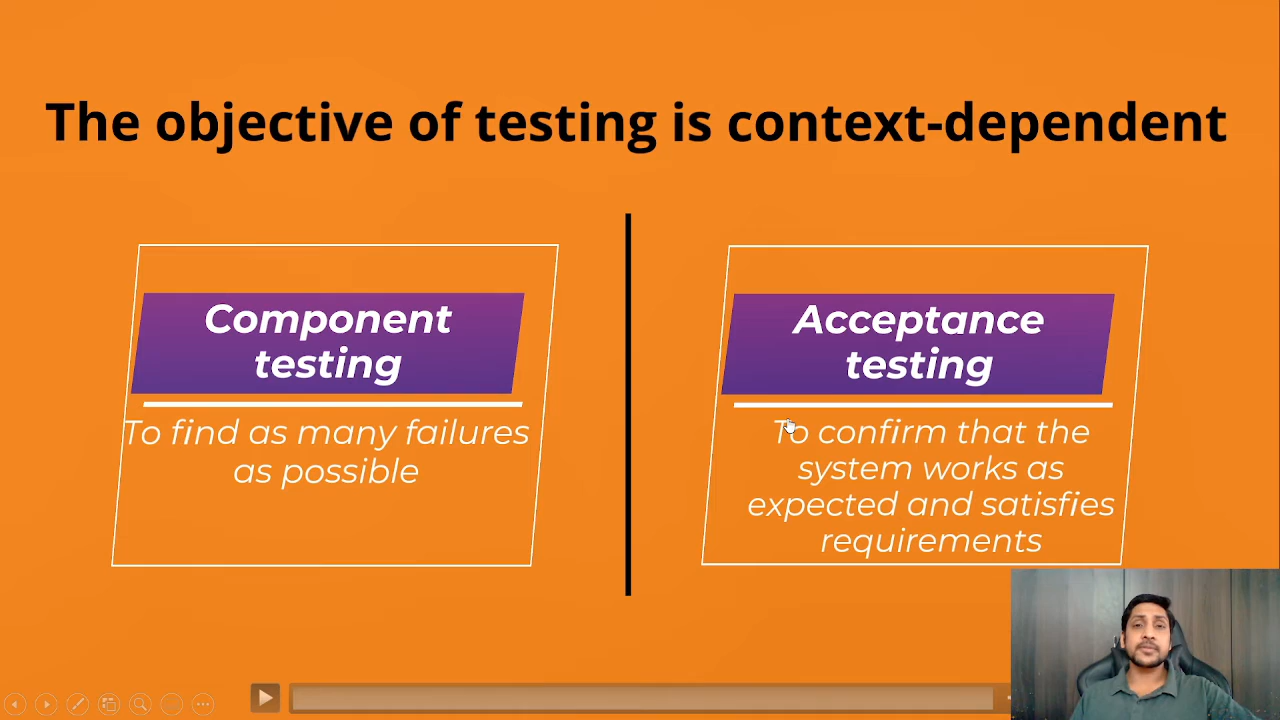 The objective of testing is context-dependent
Component
testing
To find as many failures
as possible
Acceptance
testing
To confirm that the
system works as
expected and satisfies
requirements